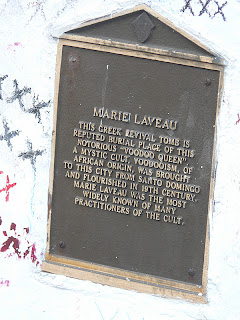 MARIE LAVEAU
THIS GREEK REVIVAL TOMB IS
REPUTED BURIAL PLACE OF THIS
NOTORIOUS "VOODOO QUEEN".
A MYSTIC CULT, VOODOOISM, OF
AFRICAN ORIGIN, WAS BROUGHT
TO THIS CITY FROM SANTO DOMINGO
AND FLOURISHED IN 19TH CENTURY.
MARIE LAVEAU WAS THE MOST
WIDELY KNOWN OF MANY
PRACTITIONERS OF THE CULT.